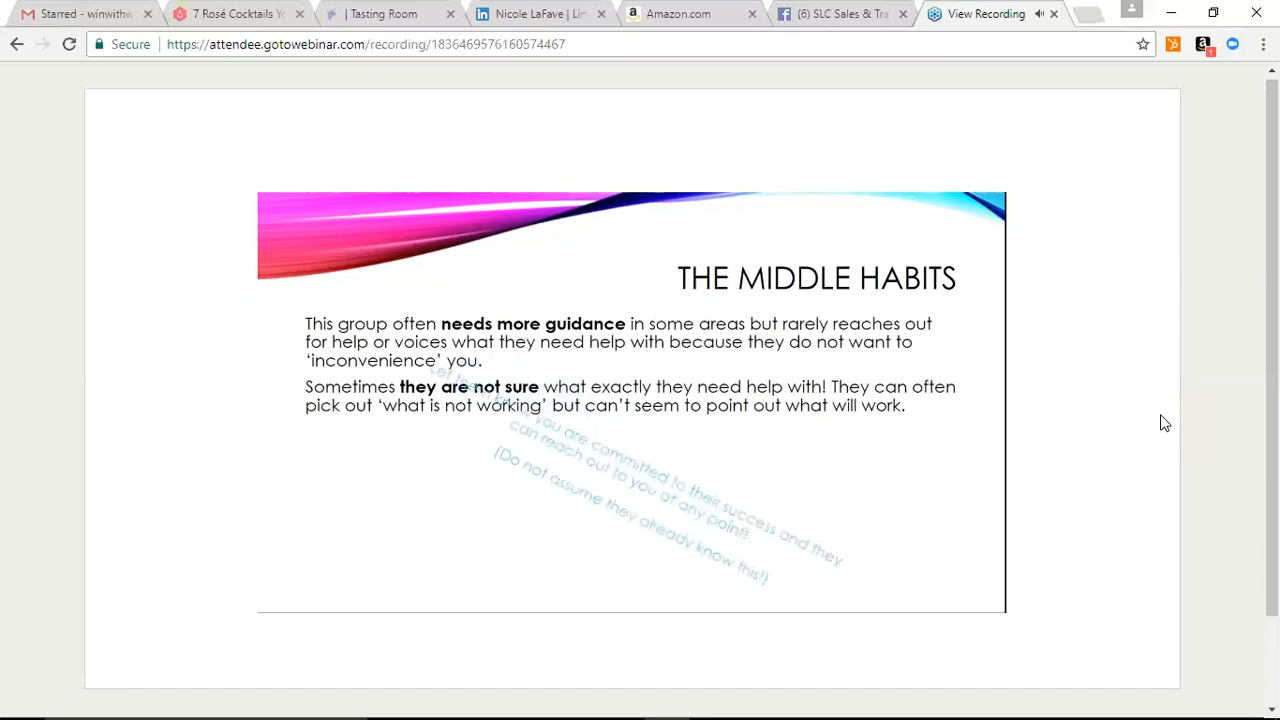 Starred - winwith
7 Rosé Cocktails Yo
| Tasting Room
Nicole LaFave | Lin
Amazon.com
(6) SLC Sales & Tra
View Recording
Secure
https://attendee.gotowebinar.com/recording/1836469576160574467
1
THE MIDDLE HABITS
This group often needs more guidance in some areas but rarely reaches out
for help or voices what they need help with because they do not want to
‘inconvenience’ you.
Sometimes they are not sure what exactly they need help with! They can often
pick out ‘what is not working’ but can’t seem to point out what will work.
Let them know you are committed to their success and they
can reach out to you at any point!
(Do not assume they already know this!)